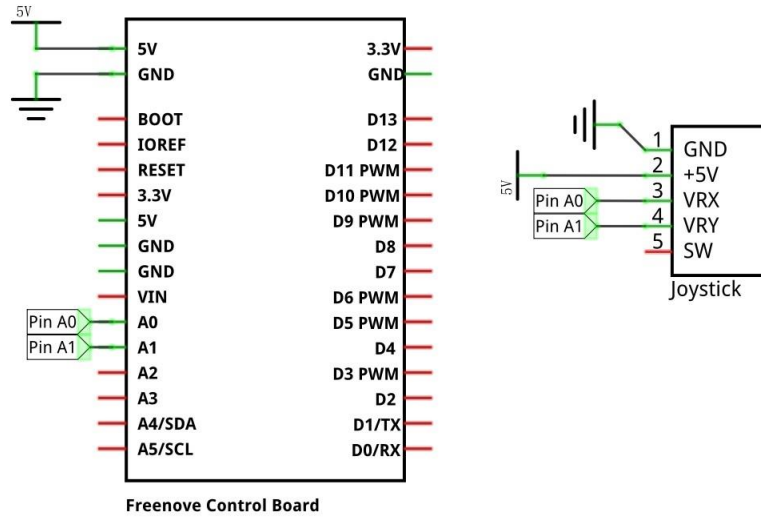 5V
5V 3.3V
GND GND
BOOT D13
IOREF D12
RESET D11 PWM
3.3V D10 PWM
5V D9 PWM
GND D8
GND D7
VIN D6 PWM
Pin A0 A0 D5 PWM
Pin A1 A1 D4
A2 D3 PWM
A3 D2
A4/SDA D1/TX
A5/SCL D0/RX
Freenove Control Board
1 GND
5V 2 +5V
Pin A0 3 VRX
Pin A1 4 VRY
5 SW
Joystick